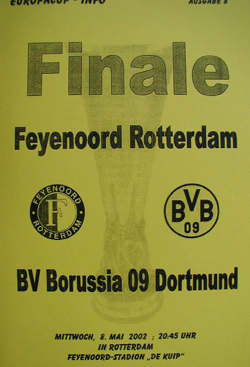 EUROPACUP - INFO
AUSGABE 8
Finale
Feyenoord Rotterdam
FEYENOORD
F
ROTTERDAM
BVB
09
BV Borussia 09 Dortmund
MITTWOCH, 8. MAI 2002 ; 20:45 UHR
IN ROTTERDAM
FEYENOORD-STADION „DE KUIP"